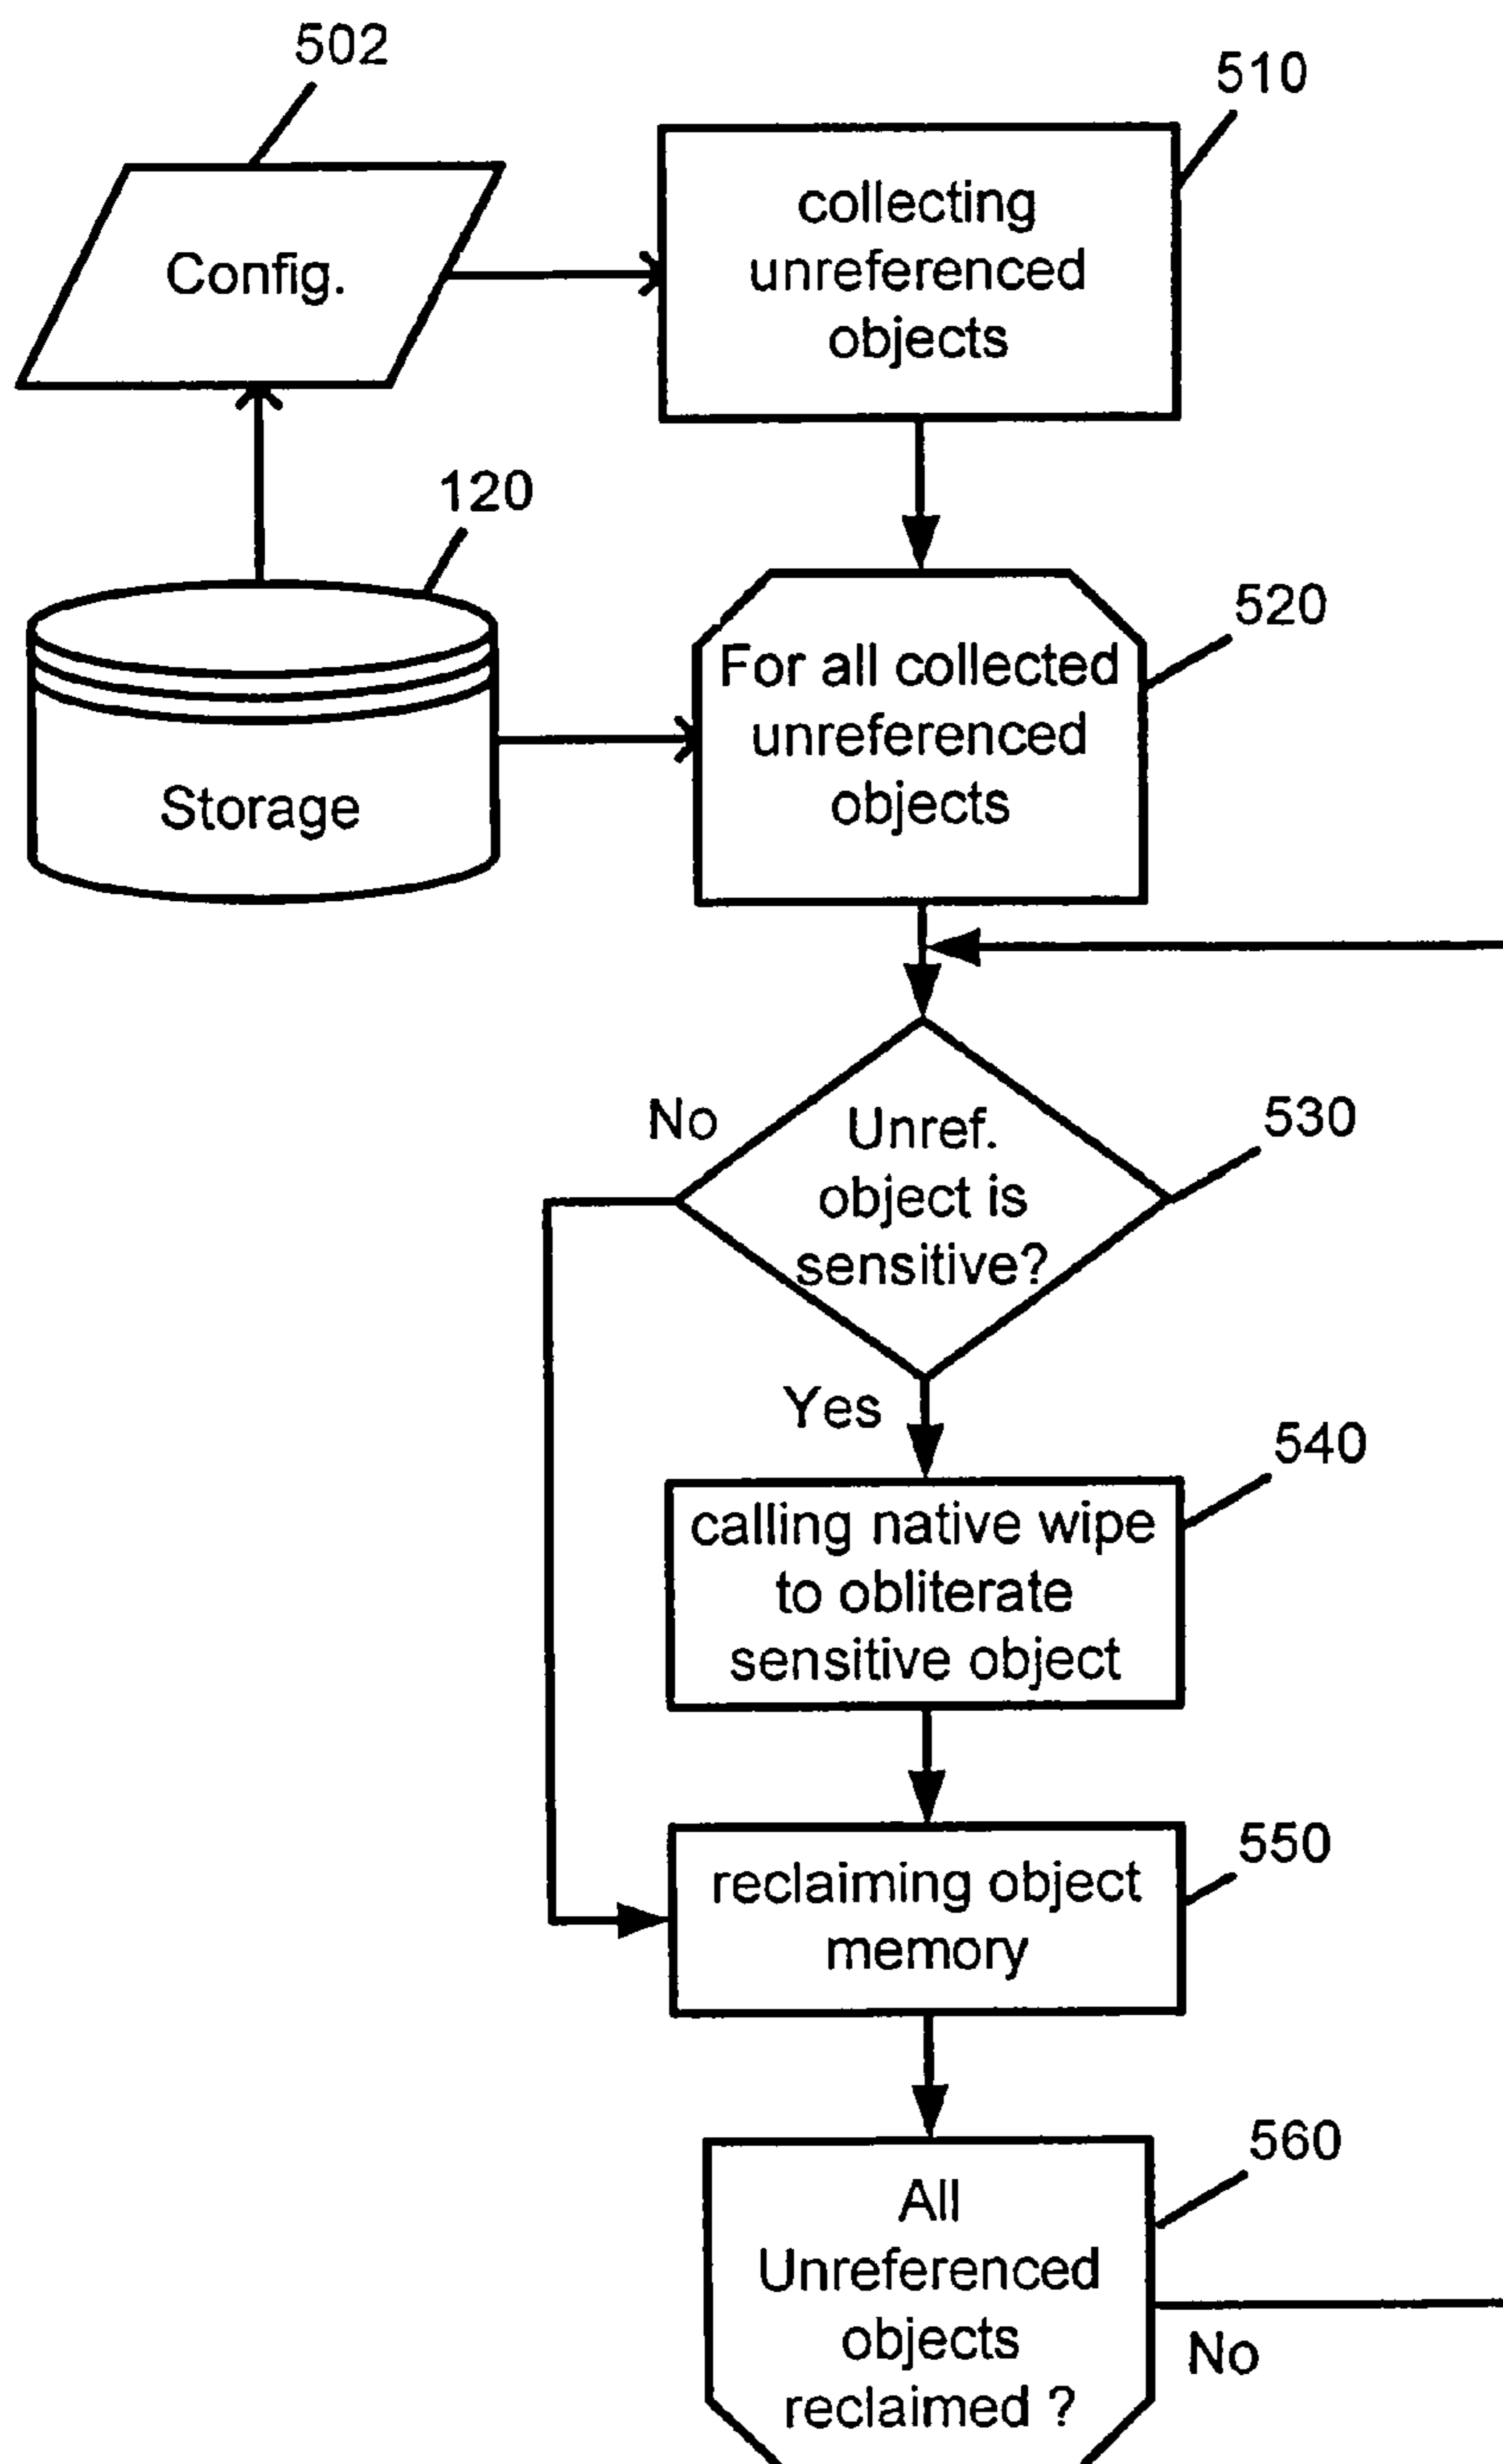 502
510
Config.
collecting
unreferenced
objects
120
520
Storage
For all collected
unreferenced
objects
530
No
Unref.
object is
sensitive?
Yes
540
calling native wipe
to obliterate
sensitive object
550
reclaiming object
memory
560
All
Unreferenced
objects
reclaimed ?
No